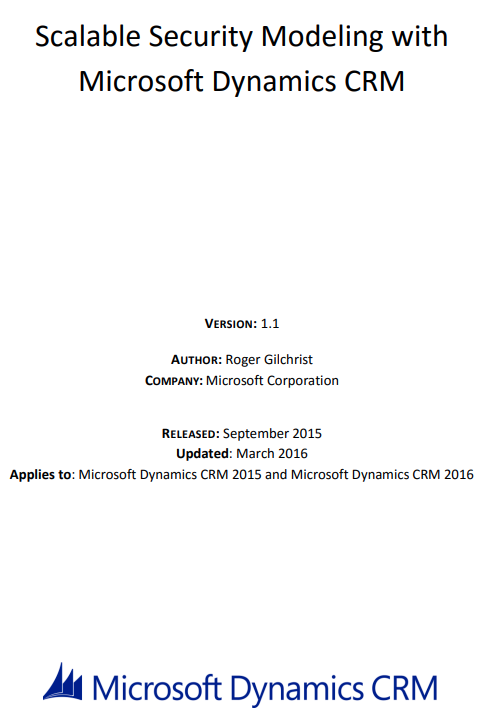 Scalable Security Modeling with
Microsoft Dynamics CRM
VERSION: 1.1
AUTHOR: Roger Gilchrist
COMPANY: Microsoft Corporation
RELEASED: September 2015
Updated: March 2016
Applies to: Microsoft Dynamics CRM 2015 and Microsoft Dynamics CRM 2016
Microsoft Dynamics CRM